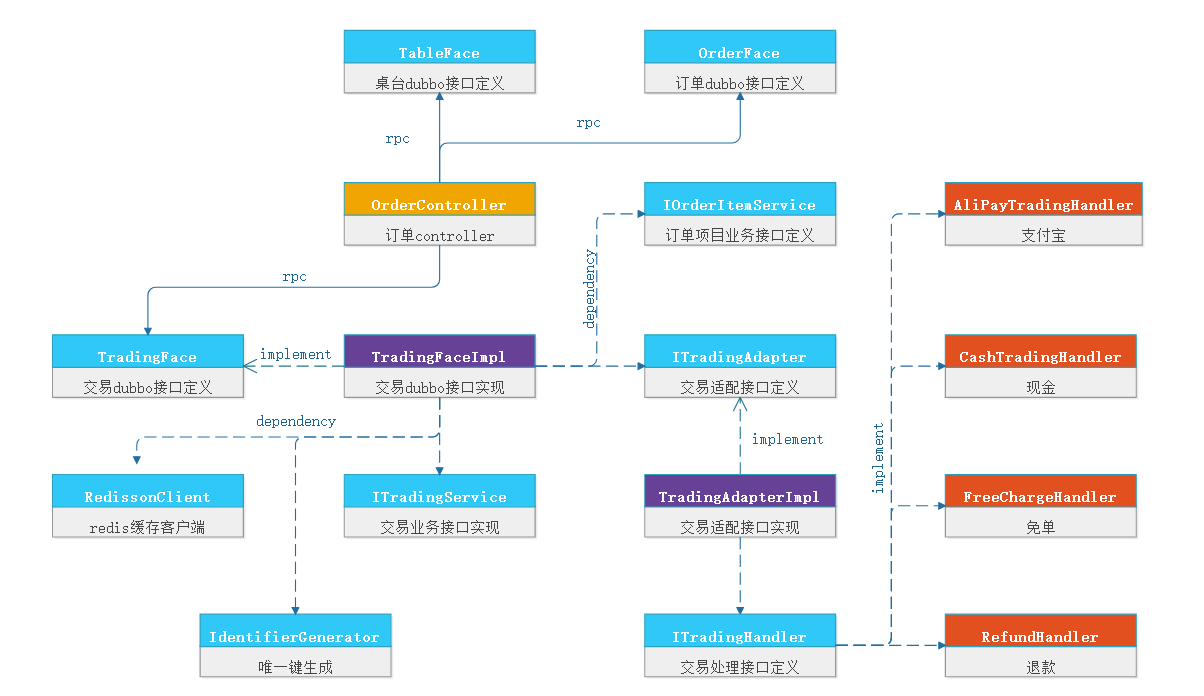 TableFace
桌台dubbo接口定义
OrderFace
订单dubbo接口定义
rpc
rpc
OrderController
订单controller
IOrderItemService
订单项目业务接口定义
AliPayTradingHandler
支付宝
rpc
dependency
TradingFace
交易dubbo接口定义
implement
TradingFaceImpl
交易dubbo接口实现
ITradingAdapter
交易适配接口定义
CashTradingHandler
现金
dependency
implement
implement
RedissonClient
redis缓存客户端
ITradingService
交易业务接口实现
TradingAdapterImpl
交易适配接口实现
FreeChargeHandler
免单
IdentifierGenerator
唯一键生成
ITradingHandler
交易处理接口定义
RefundHandler
退款